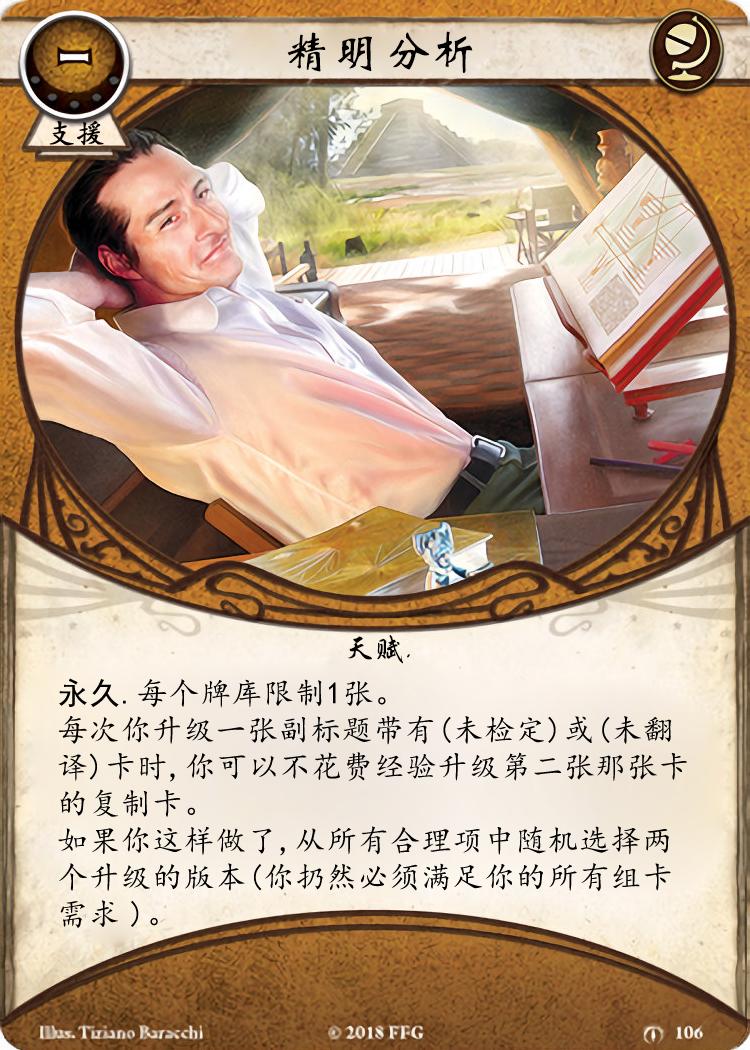 精明分析
支援
天赋.
永久.每个牌库限制1张。
每次你升级一张副标题带有(未检定)或(未翻
译)卡时,你可以不花费经验升级第二张那张卡
的复制卡。
如果你这样做了,从所有合理项中随机选择两
个升级的版本(你扔然必须满足你的所有组卡
需求)。
Illus. Tiziano Baracchi
© 2018 FFG
106